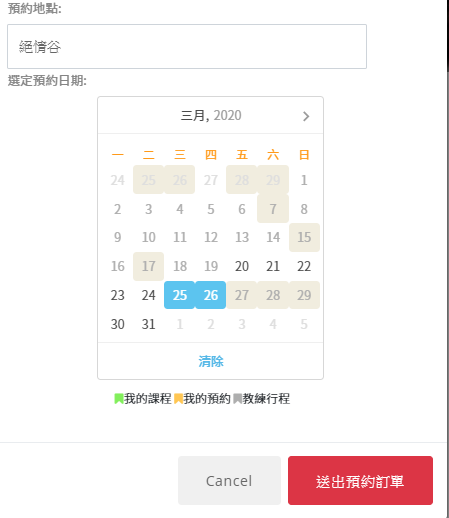 預約地點:
絕情谷
選定預約日期:
三月, 2020
一 二 三 四 五 六 日
24 25 26 27 28 29 1
2 3 4 5 6 7 8
9 10 11 12 13 14 15
16 17 18 19 20 21 22
23 24 25 26 27 28 29
30 31 1 2 3 4 5
清除
我的課程 我的預約 教練行程
Cancel 送出預約訂單